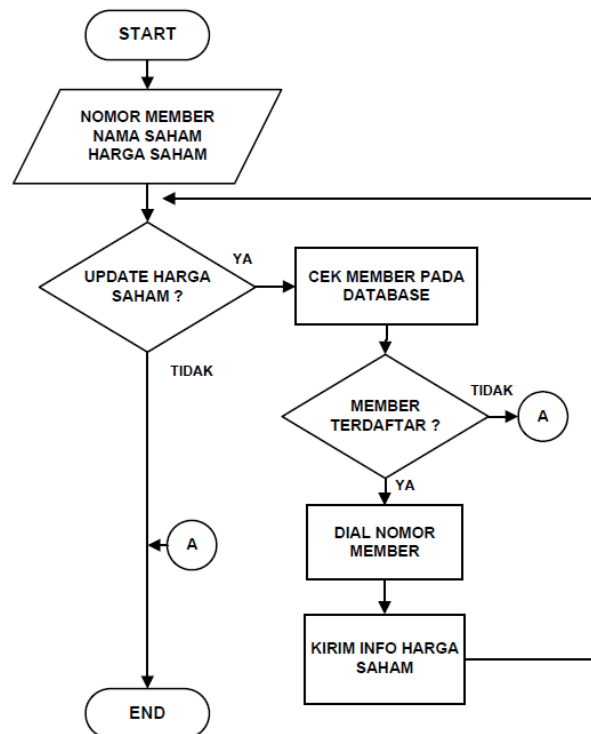 START
NOMOR MEMBER
NAMA SAHAM
HARGA SAHAM
UPDATE HARGA
SAHAM ?
YA
CEK MEMBER PADA
DATABASE
TIDAK
MEMBER
TERDAFTAR ?
TIDAK
A
YA
DIAL NOMOR
MEMBER
A
KIRIM INFO HARGA
SAHAM
END